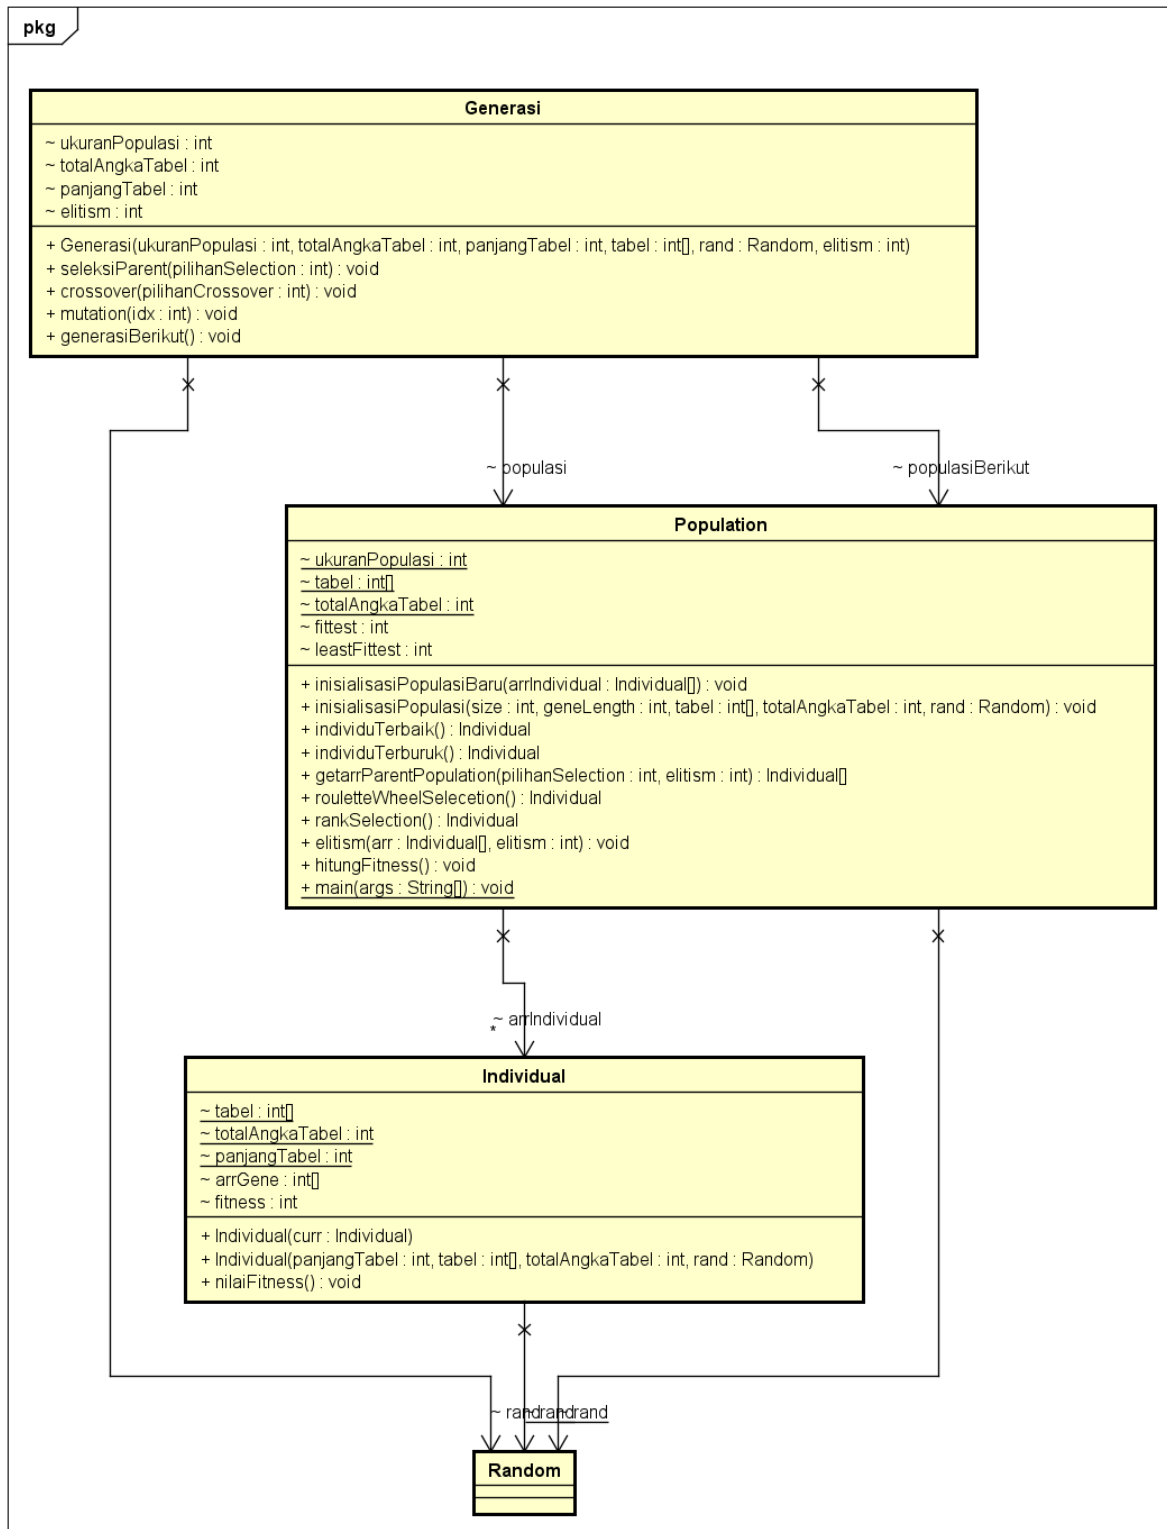 pkg
Generasi
~ ukuranPopulasi : int
~ totalAngkaTabel : int
~ panjangTabel : int
~ elitism : int
+ Generasi(ukuranPopulasi : int, totalAngkaTabel : int, panjangTabel : int, tabel : int[], rand : Random, elitism : int)
+ seleksiParent(pilihanSelection : int) : void
+ crossover(pilihanCrossover : int) : void
+ mutation(idx : int) : void
+ generasiBerikut() : void
~ populasi
~ populasiBerikut
Population
~ ukuranPopulasi : int
~ tabel : int[]
~ totalAngkaTabel : int
~ fittest : int
~ leastFittest : int
+ inisialisasiPopulasiBaru(arrIndividual : Individual[]) : void
+ inisialisasiPopulasi(size : int, geneLength : int, tabel : int[], totalAngkaTabel : int, rand : Random) : void
+ individuTerbaik() : Individual
+ individuTerburuk() : Individual
+ getarrParentPopulation(pilihanSelection : int, elitism : int) : Individual[]
+ rouletteWheelSelecetion() : Individual
+ rankSelection() : Individual
+ elitism(arr : Individual[], elitism : int) : void
+ hitungFitness() : void
+ main(args : String[]) : void
~ arrIndividual
*
Individual
~ tabel : int[]
~ totalAngkaTabel : int
~ panjangTabel : int
~ arrGene : int[]
~ fitness : int
+ Individual(curr : Individual)
+ Individual(panjangTabel : int, tabel : int[], totalAngkaTabel : int, rand : Random)
+ nilaiFitness() : void
~ rand rand rand
Random